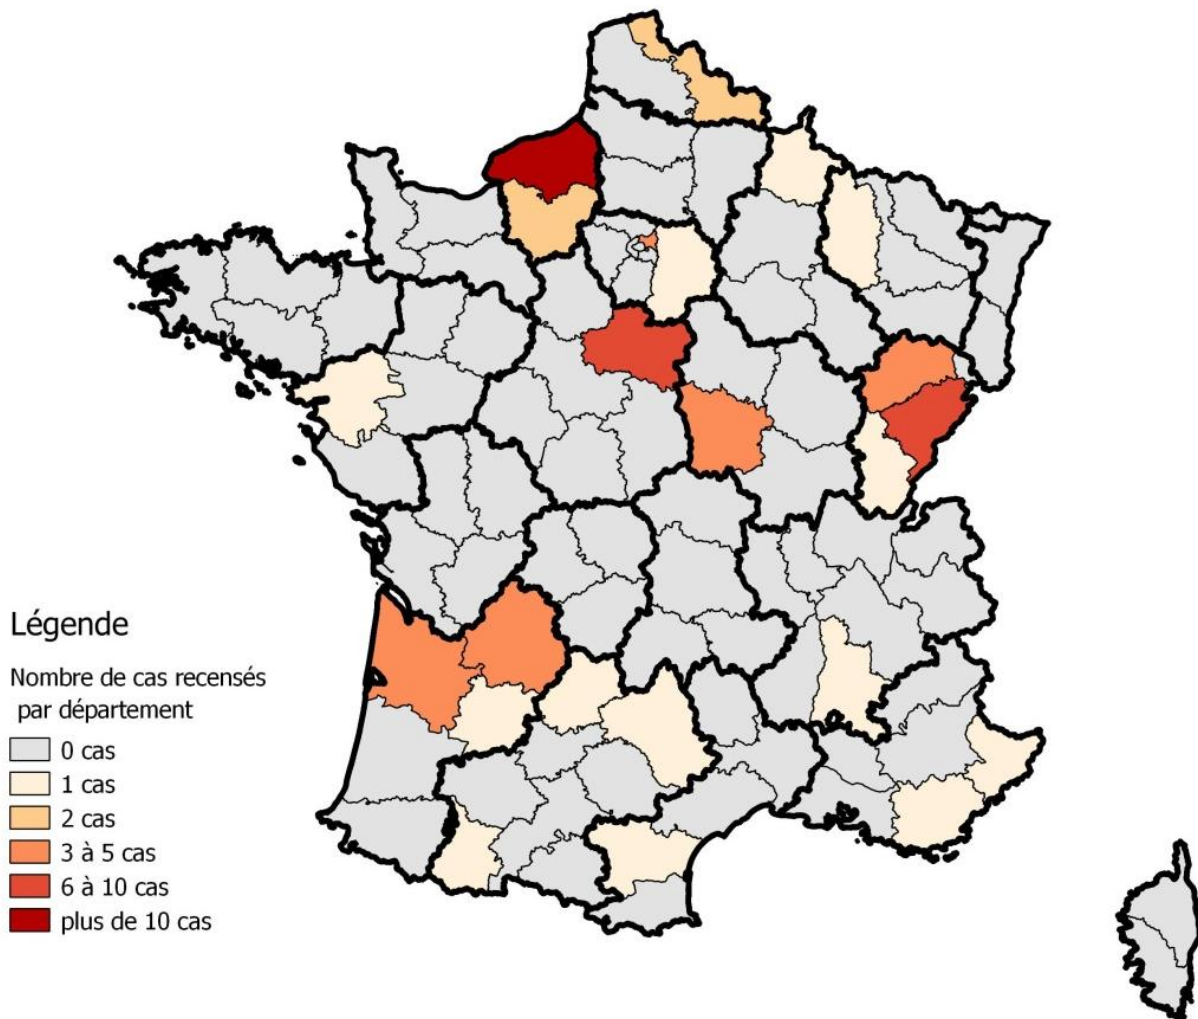 Légende
Nombre de cas recensés
par département
0 cas
1 cas
2 cas
3 à 5 cas
6 à 10 cas
plus de 10 cas